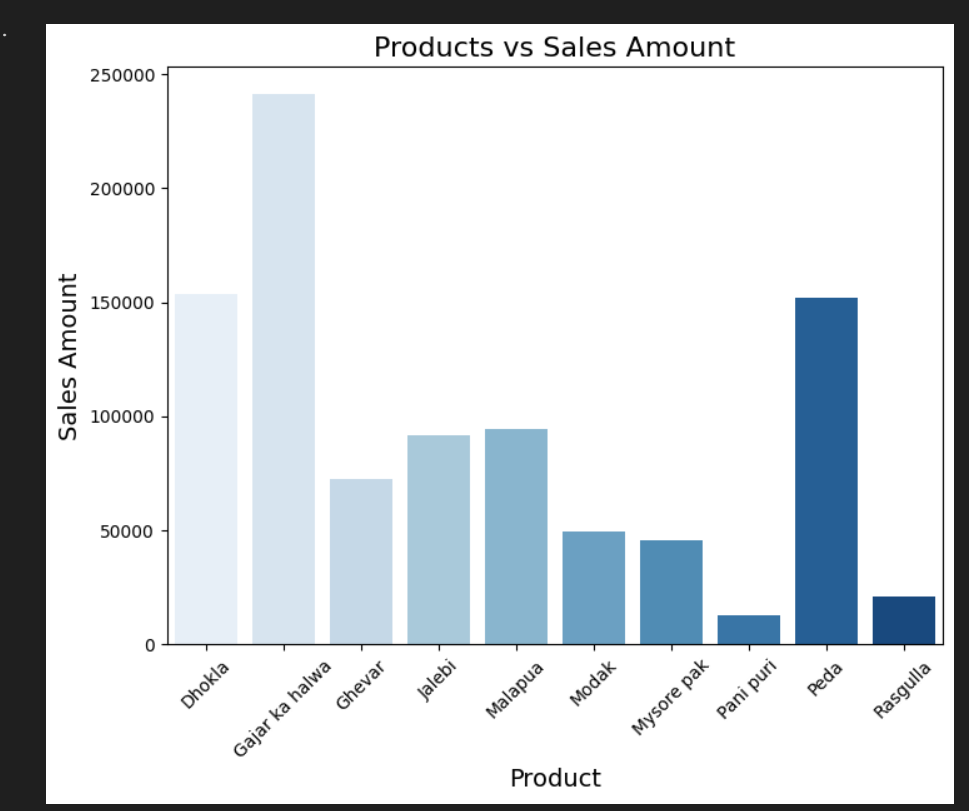 Products vs Sales Amount
250000
200000
150000
100000
50000
0
Sales Amount
Dhokla
Gajar ka halwa
Ghevar
Jalebi
Malapua
Modak
Mysore pak
Pani puri
Peda
Rasgulla
Product